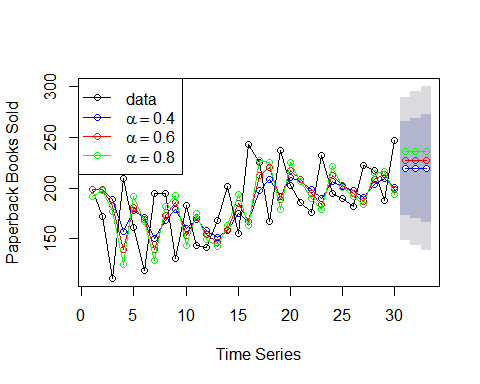 Paperback Books Sold
300
250
200
150
data
α = 0.4
α = 0.6
α = 0.8
0 5 10 15 20 25 30
Time Series